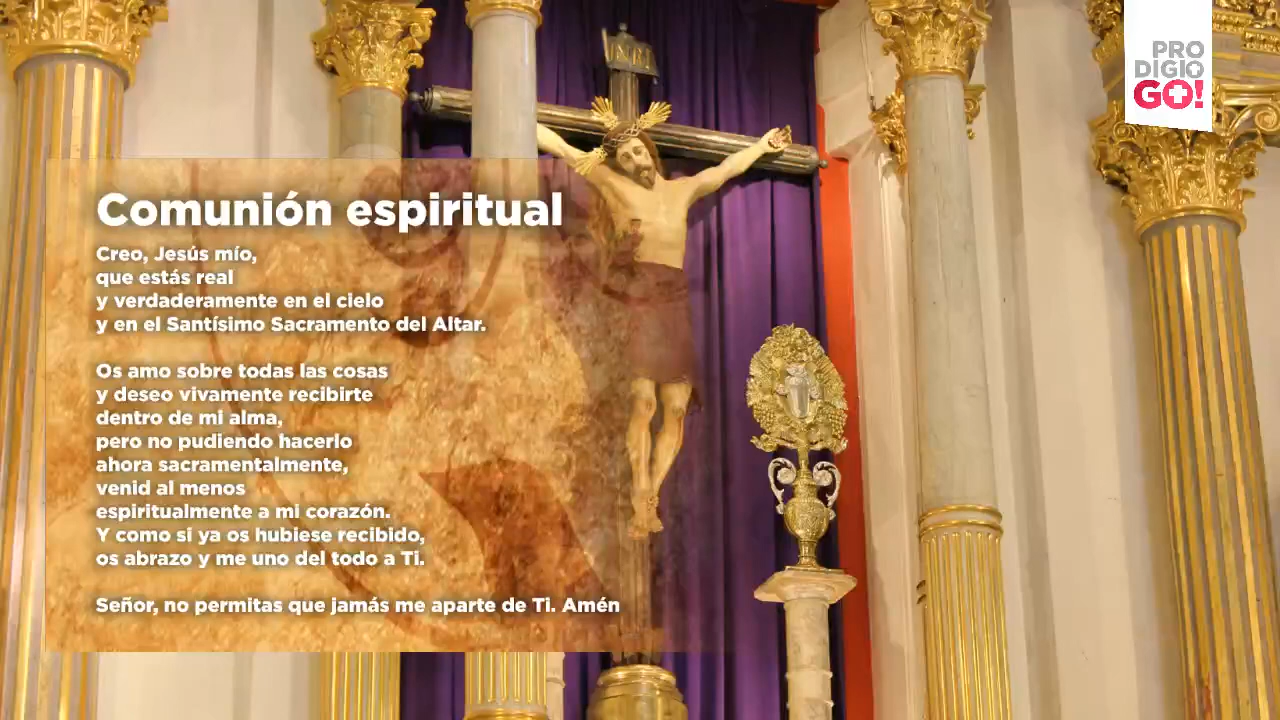 INRI
PRO
DIGIO
GO!
Comunión espiritual
Creo, Jesús mío,
que estás real
y verdaderamente en el cielo
y en el Santísimo Sacramento del Altar.
Os amo sobre todas las cosas
y deseo vivamente recibirte
dentro de mi alma,
pero no pudiendo hacerlo
ahora sacramentalmente,
venid al menos
espiritualmente a mi corazón.
Y como si ya os hubiese recibido,
os abrazo y me uno del todo a Ti.
Señor, no permitas que jamás me aparte de Ti. Amén